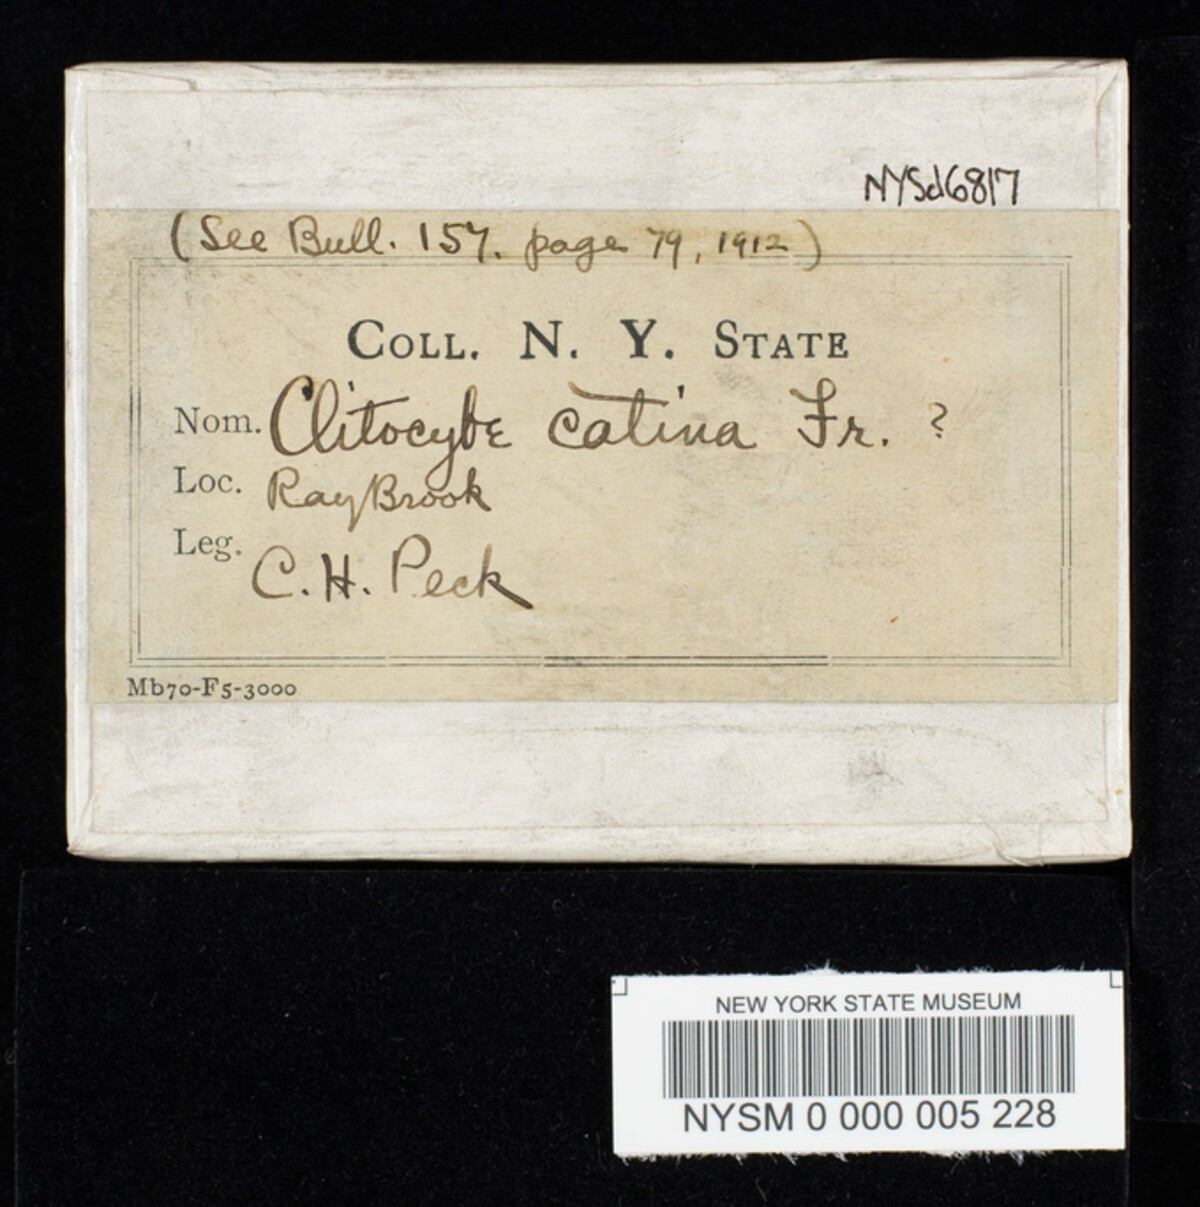 NYSd6817
(See Bull. 157. page 79, 1912)
COLL. N. Y. STATE
Nom. Clitocybe catina Fr. ?
Loc. Ray Brook
Leg. C. H. Peck
Mb70-F5-3000
NEW YORK STATE MUSEUM
NYSM 0 000 005 228